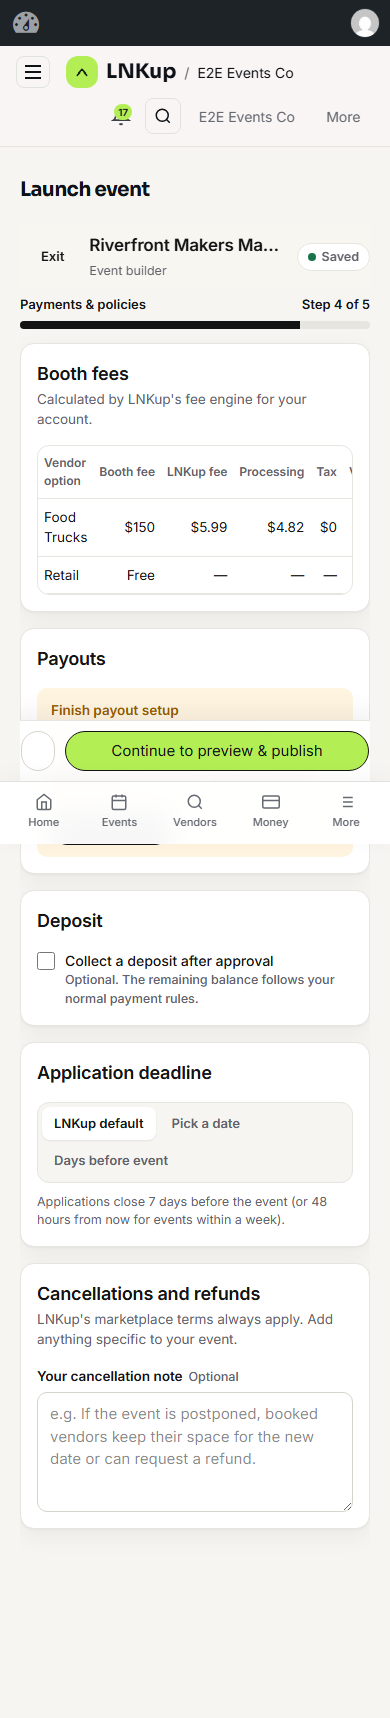 LNKup / E2E Events Co
17
E2E Events Co
More
Launch event
Exit
Riverfront Makers Ma...
Event builder
Saved
Payments & policies
Step 4 of 5
Booth fees
Calculated by LNKup's fee engine for your
account.
Vendor option Booth fee LNKup fee Processing Tax
Food Trucks $150 $5.99 $4.82 $0
Retail Free — — —
Payouts
Finish payout setup
Continue to preview & publish
Home Events Vendors Money More
Deposit
Collect a deposit after approval
Optional. The remaining balance follows your
normal payment rules.
Application deadline
LNKup default
Pick a date
Days before event
Applications close 7 days before the event (or 48
hours from now for events within a week).
Cancellations and refunds
LNKup's marketplace terms always apply. Add
anything specific to your event.
Your cancellation note Optional
e.g. If the event is postponed, booked
vendors keep their space for the new
date or can request a refund.